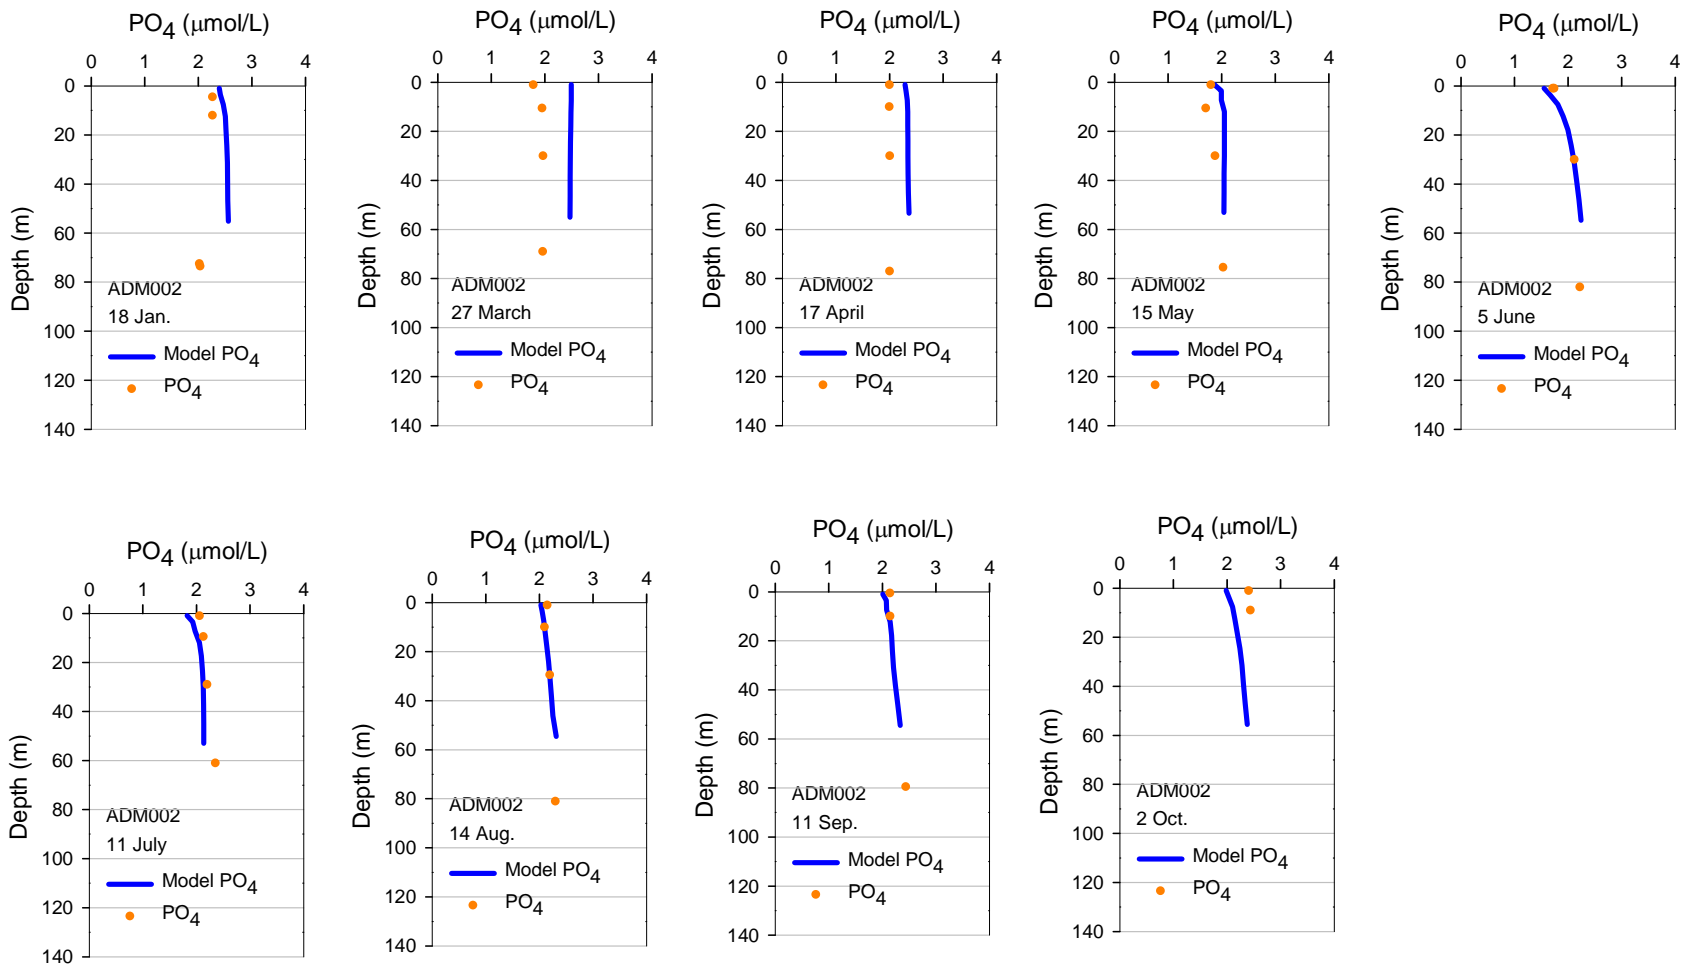 PO4 (μmol/L)
0 1 2 3 4
0
20
40
60
80
100
120
140
Depth (m)
ADM002
18 Jan.
Model PO4
PO4
PO4 (μmol/L)
0 1 2 3 4
0
20
40
60
80
100
120
140
Depth (m)
ADM002
27 March
Model PO4
PO4
PO4 (μmol/L)
0 1 2 3 4
0
20
40
60
80
100
120
140
Depth (m)
ADM002
17 April
Model PO4
PO4
PO4 (μmol/L)
0 1 2 3 4
0
20
40
60
80
100
120
140
Depth (m)
ADM002
15 May
Model PO4
PO4
PO4 (μmol/L)
0 1 2 3 4
0
20
40
60
80
100
120
140
Depth (m)
ADM002
5 June
Model PO4
PO4
PO4 (μmol/L)
0 1 2 3 4
0
20
40
60
80
100
120
140
Depth (m)
ADM002
11 July
Model PO4
PO4
PO4 (μmol/L)
0 1 2 3 4
0
20
40
60
80
100
120
140
Depth (m)
ADM002
14 Aug.
Model PO4
PO4
PO4 (μmol/L)
0 1 2 3 4
0
20
40
60
80
100
120
140
Depth (m)
ADM002
11 Sep.
Model PO4
PO4
PO4 (μmol/L)
0 1 2 3 4
0
20
40
60
80
100
120
140
Depth (m)
ADM002
2 Oct.
Model PO4
PO4